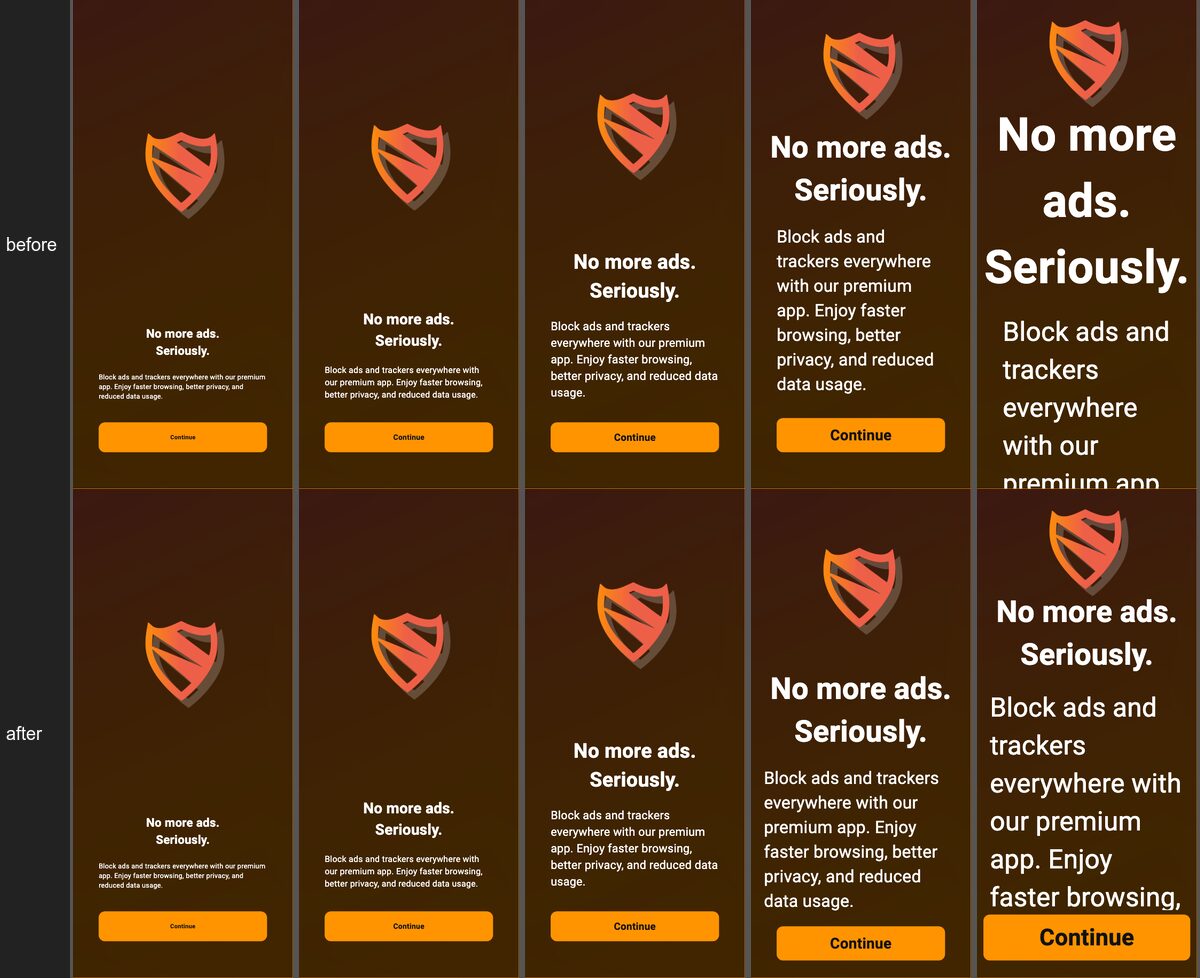 before
No more ads.
Seriously.
Block ads and trackers everywhere with our premium
app. Enjoy faster browsing, better privacy, and
reduced data usage.
Continue
No more ads.
Seriously.
Block ads and trackers everywhere with
our premium app. Enjoy faster browsing,
better privacy, and reduced data usage.
Continue
No more ads.
Seriously.
Block ads and trackers
everywhere with our premium
app. Enjoy faster browsing,
better privacy, and reduced data
usage.
Continue
No more ads.
Seriously.
Block ads and
trackers everywhere
with our premium
app. Enjoy faster
browsing, better
privacy, and reduced
data usage.
Continue
No more
ads.
Seriously.
Block ads and
trackers
everywhere
with our
premium app
after
No more ads.
Seriously.
Block ads and trackers everywhere with our premium
app. Enjoy faster browsing, better privacy, and
reduced data usage.
Continue
No more ads.
Seriously.
Block ads and trackers everywhere with
our premium app. Enjoy faster browsing,
better privacy, and reduced data usage.
Continue
No more ads.
Seriously.
Block ads and trackers
everywhere with our premium
app. Enjoy faster browsing,
better privacy, and reduced data
usage.
Continue
No more ads.
Seriously.
Block ads and trackers
everywhere with our
premium app. Enjoy
faster browsing, better
privacy, and reduced
data usage.
Continue
No more ads.
Seriously.
Block ads and
trackers
everywhere with
our premium
app. Enjoy
faster browsing,
Continue